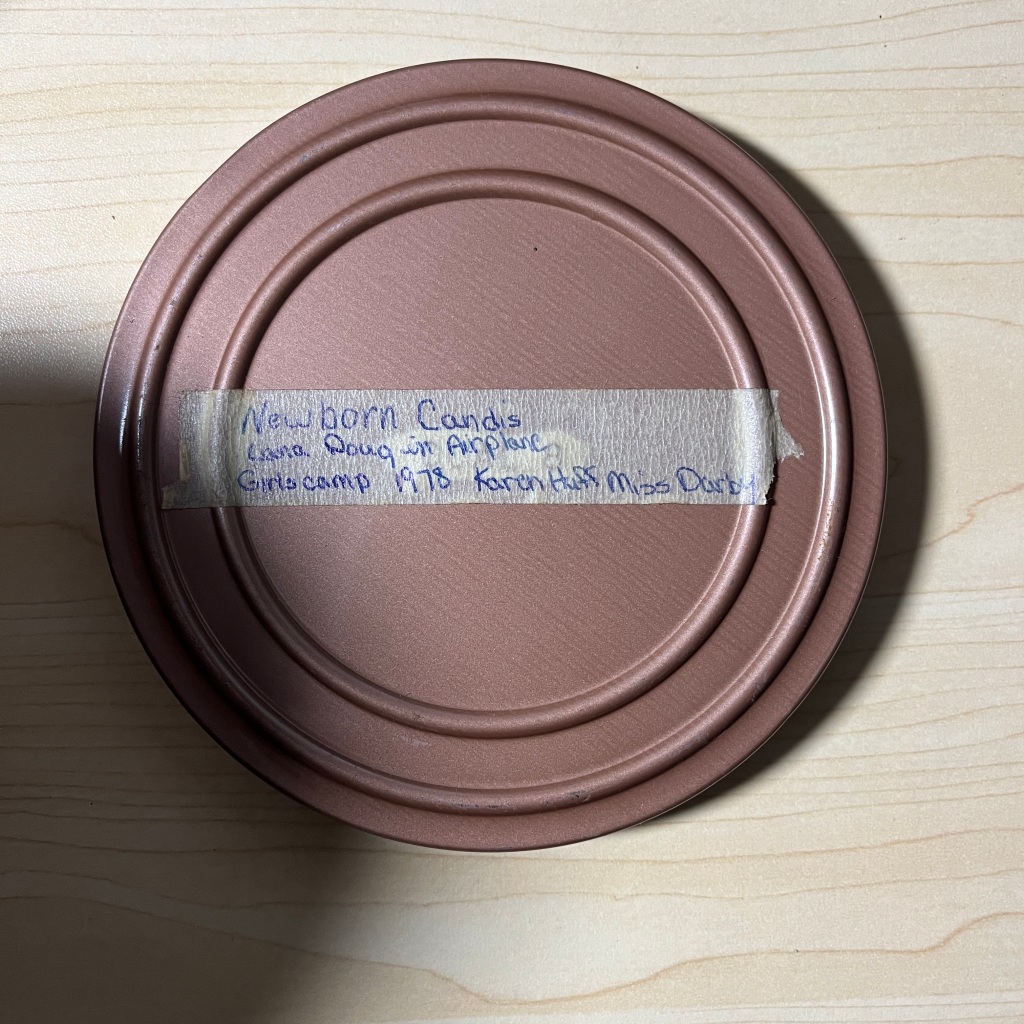 Newborn Candis
Lana Doug in Airplane
Girls camp 1978 Karen Huff Miss Darby